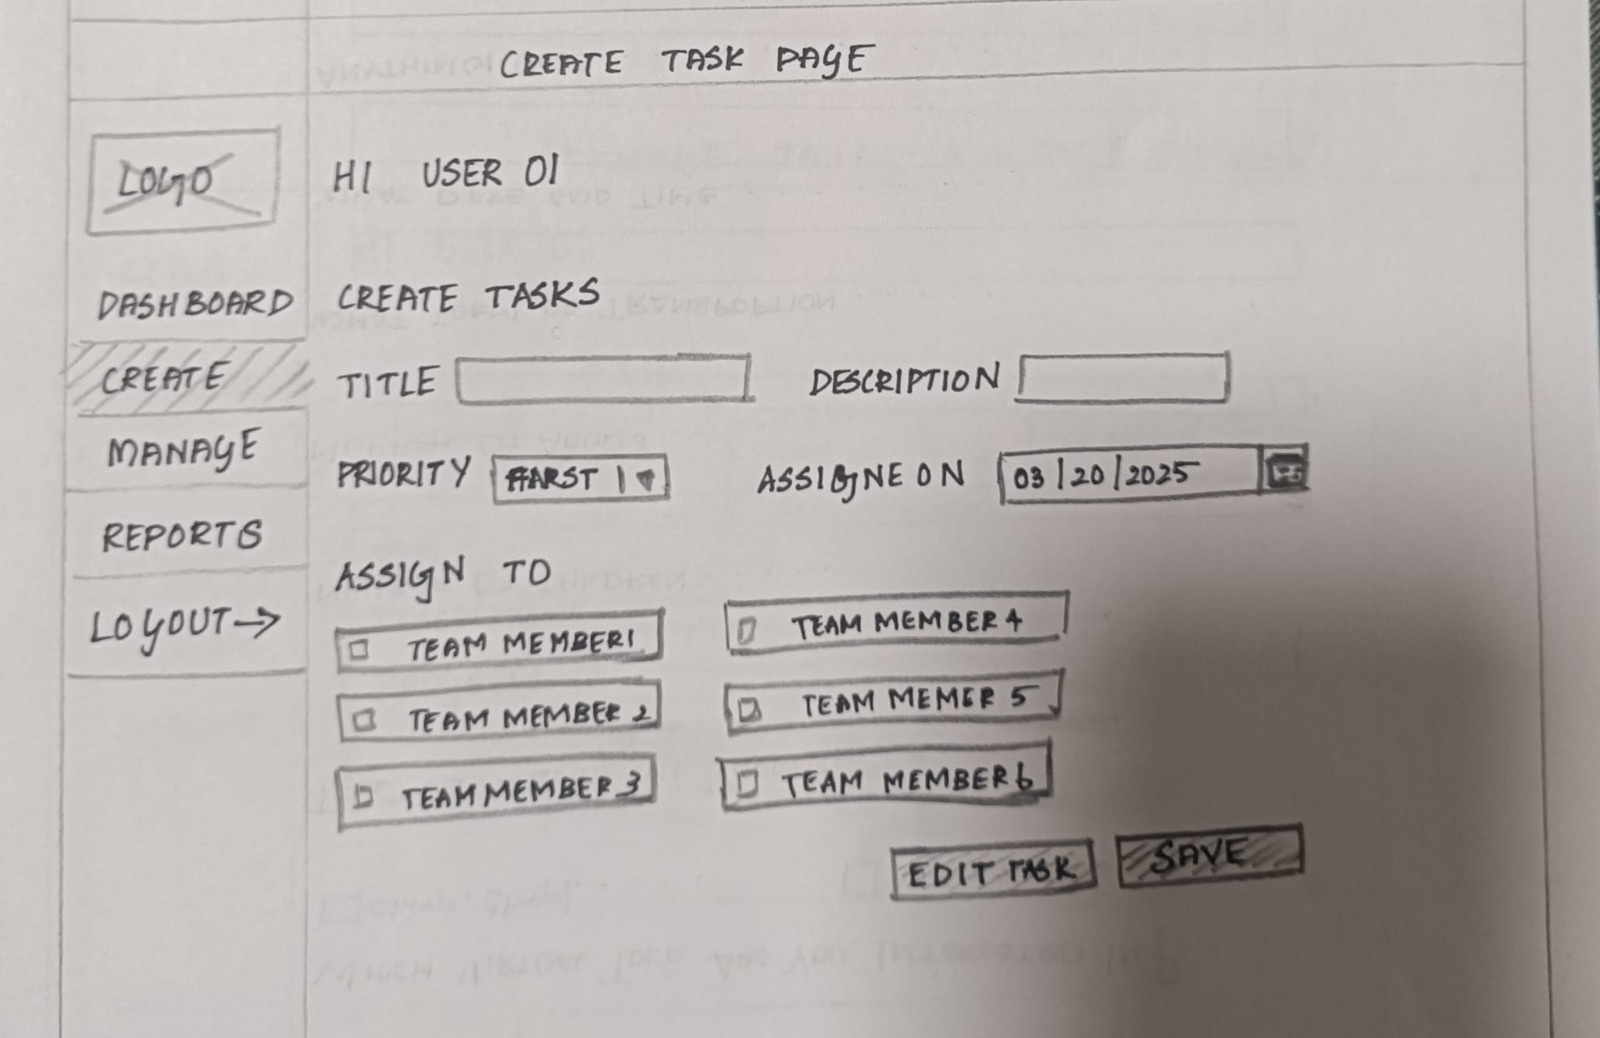 CREATE TASK PAGE
LOGO
HI USER 01
DASHBOARD
CREATE TASKS
CREATE
TITLE
DESCRIPTION
MANAGE
PRIORITY
ASSIGNE ON 03/20/2025
REPORTS
ASSIGN TO
LOGOUT →
TEAM MEMBER 1
TEAM MEMBER 4
TEAM MEMBER 2
TEAM MEMER 5
TEAM MEMBER 3
TEAM MEMBER 6
EDIT TASK
SAVE